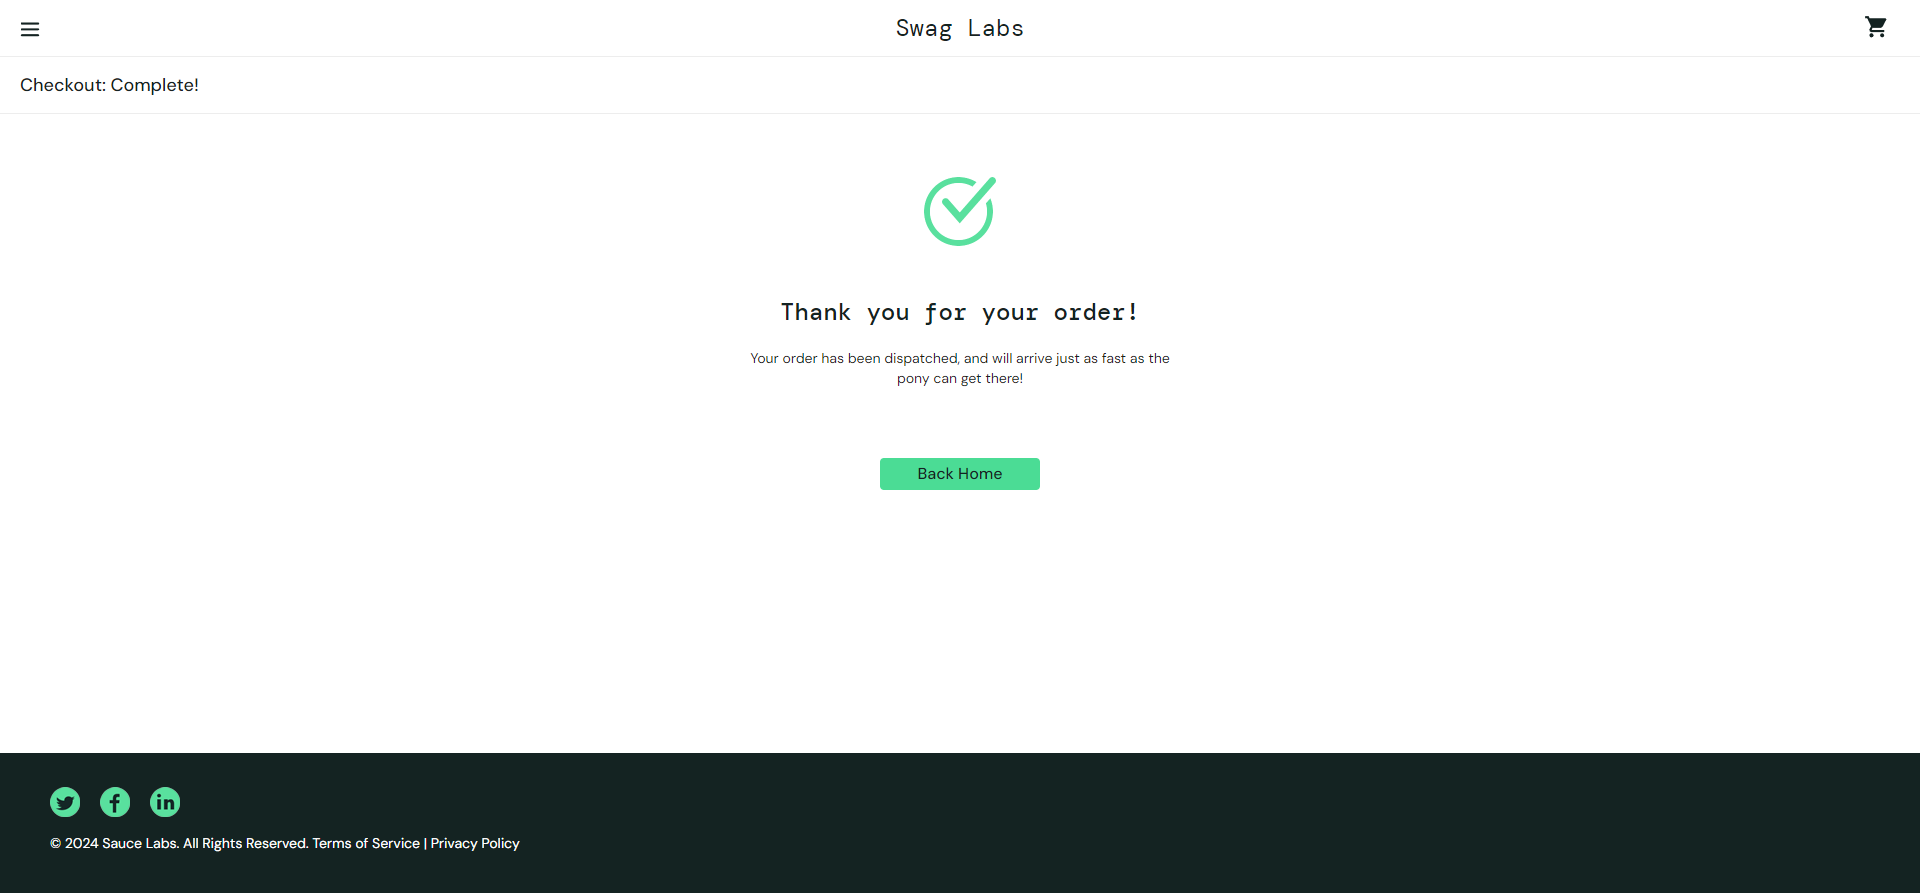 Swag Labs
Checkout: Complete!
Thank you for your order!
Your order has been dispatched, and will arrive just as fast as the
pony can get there!
Back Home
© 2024 Sauce Labs. All Rights Reserved. Terms of Service | Privacy Policy